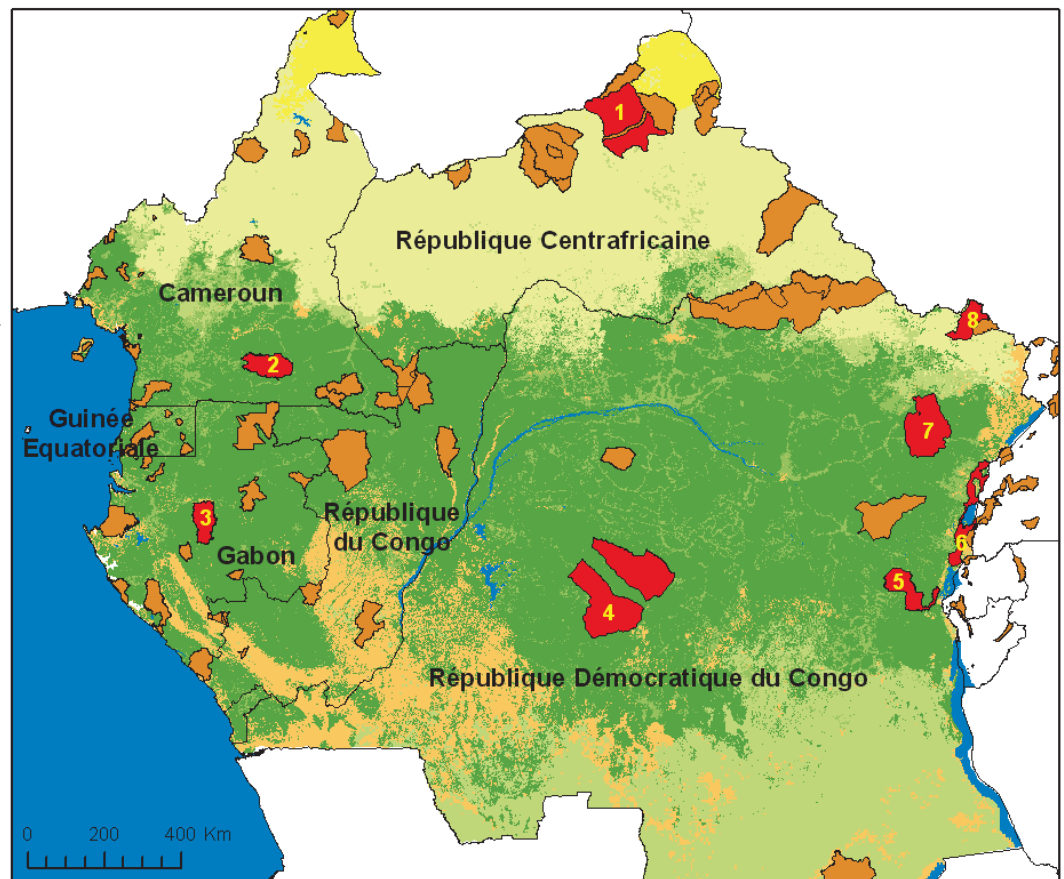 1
République Centrafricaine
Cameroun
8
2
Guinée
Equatoriale
7
3
République
du Congo
Gabon
6
5
4
République Démocratique du Congo
0 200 400 Km